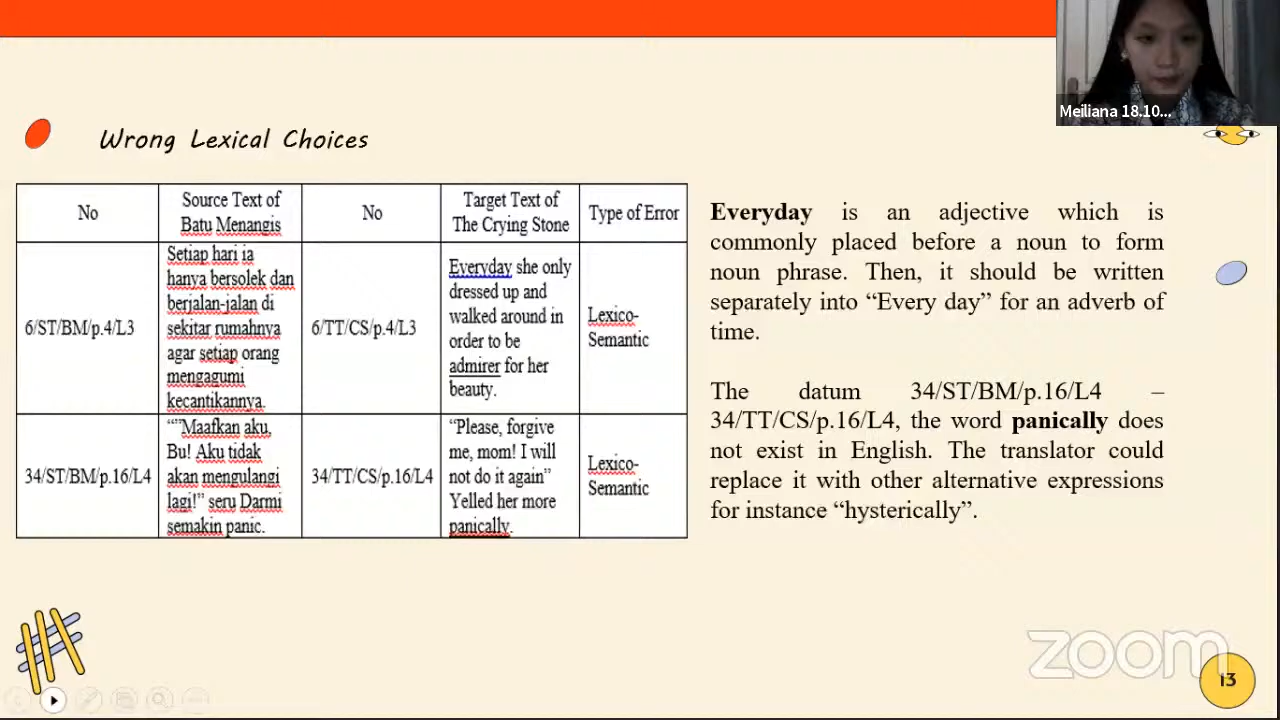 Meiliana 18.10...
Wrong Lexical Choices
No
Source Text of
Batu Menangis
No
Target Text of
The Crying Stone
Type of Error
6/ST/BM/p.4/L3
Setiap hari ia
hanya bersolek dan
berjalan-jalan di
sekitar rumahnya
agar setiap orang
mengagumi
kecantikannya.
6/TT/CS/p.4/L3
Everyday she only
dressed up and
walked around in
order to be
admirer for her
beauty.
Lexico-
Semantic
34/ST/BM/p.16/L4
“”Maafkan aku,
Bu! Aku tidak
akan mengulangi
lagi!” seru Darmi
semakin panic.
34/TT/CS/p.16/L4
“Please, forgive
me, mom! I will
not do it again”
Yelled her more
panically.
Lexico-
Semantic
Everyday is an adjective which is
commonly placed before a noun to form
noun phrase. Then, it should be written
separately into “Every day” for an adverb of
time.
The datum 34/ST/BM/p.16/L4 –
34/TT/CS/p.16/L4, the word panically does
not exist in English. The translator could
replace it with other alternative expressions
for instance “hysterically”.
zoom
13